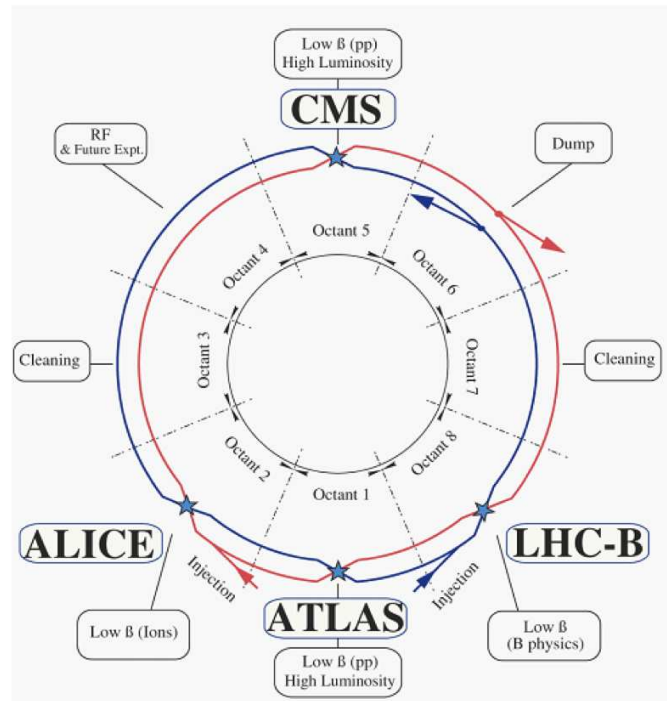 Low ß (pp)
High Luminosity
CMS
RF
& Future Expt.
Dump
Octant 5
Octant 4
Octant 6
Cleaning
Octant 3
Octant 7
Cleaning
Octant 2
Octant 8
Octant 1
ALICE
LHC-B
Injection
Injection
ATLAS
Low ß (Ions)
Low ß
(B physics)
Low ß (pp)
High Luminosity